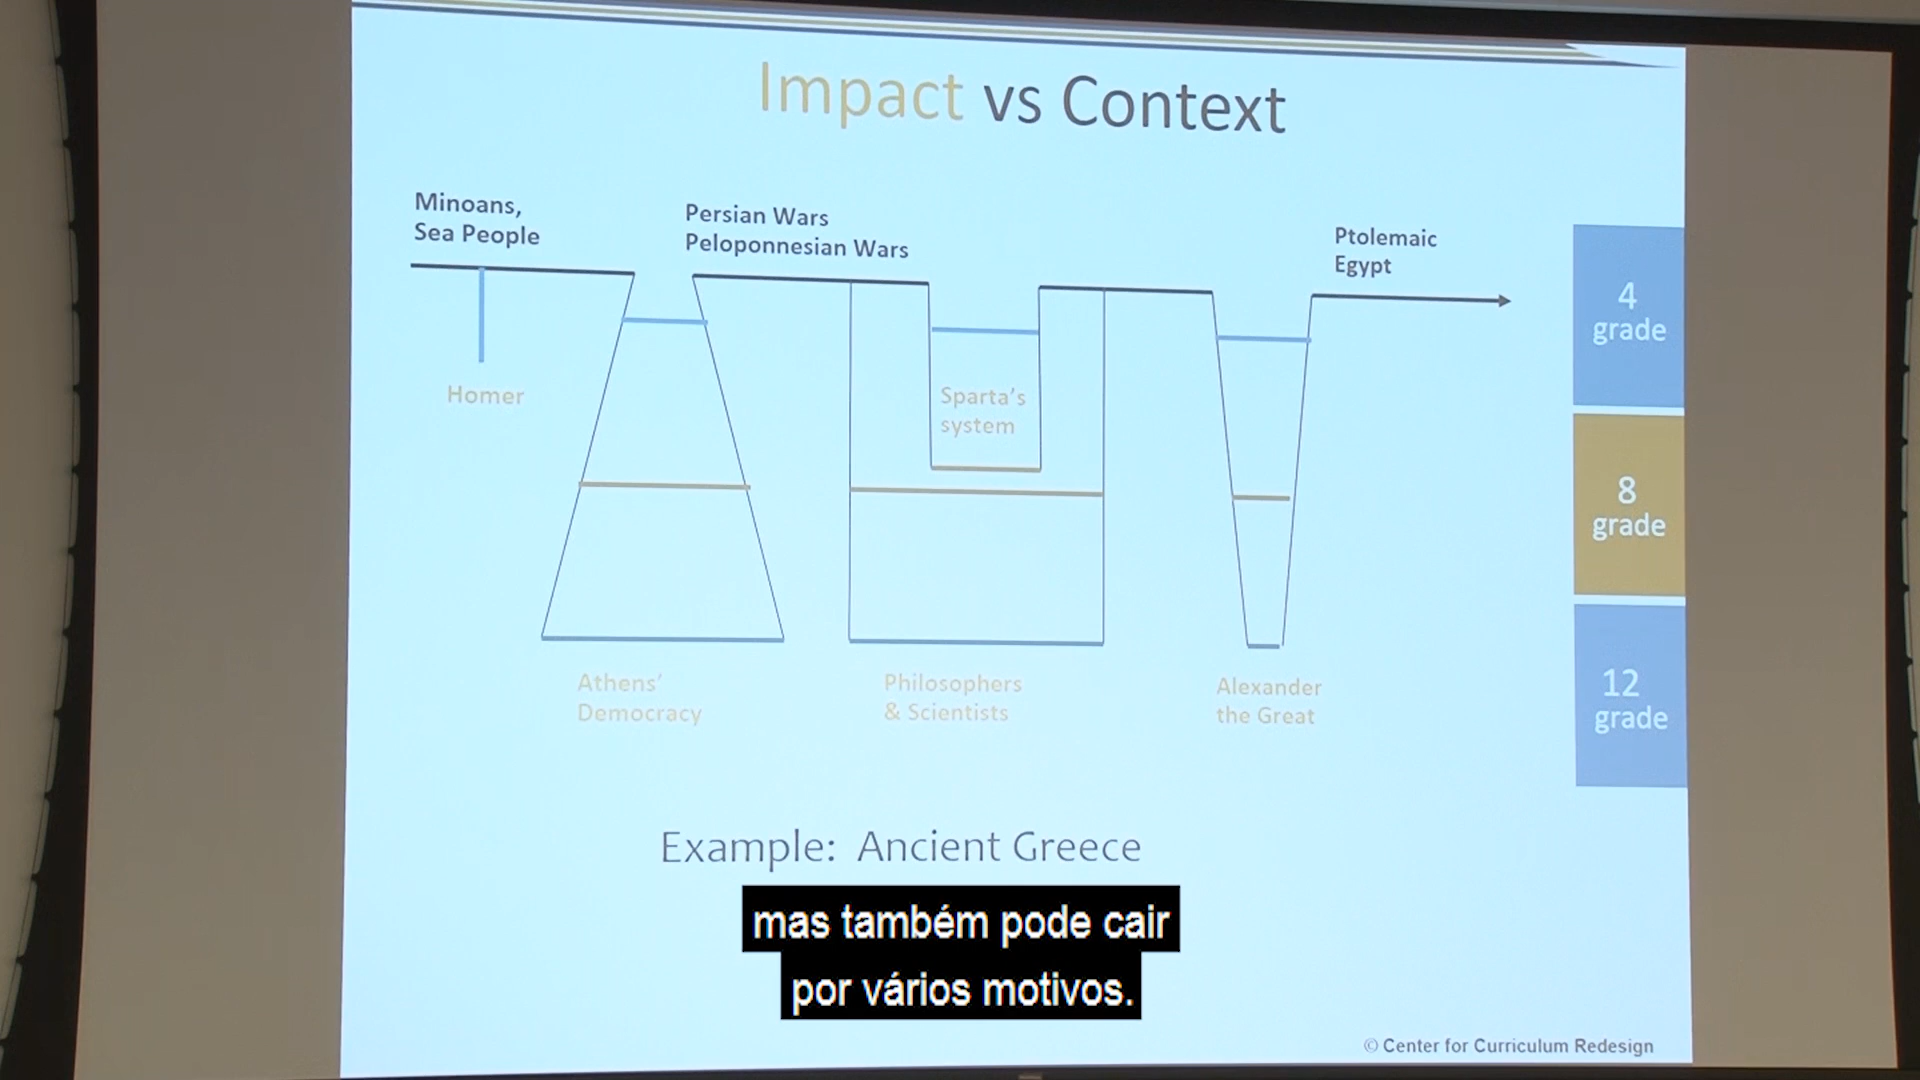 Impact vs Context
Minoans,
Sea People
Persian Wars
Peloponnesian Wars
Ptolemaic
Egypt
4
grade
Homer
Sparta's
system
8
grade
Athens'
Democracy
Philosophers
& Scientists
Alexander
the Great
12
grade
Example: Ancient Greece
mas também pode cair
por vários motivos.
© Center for Curriculum Redesign